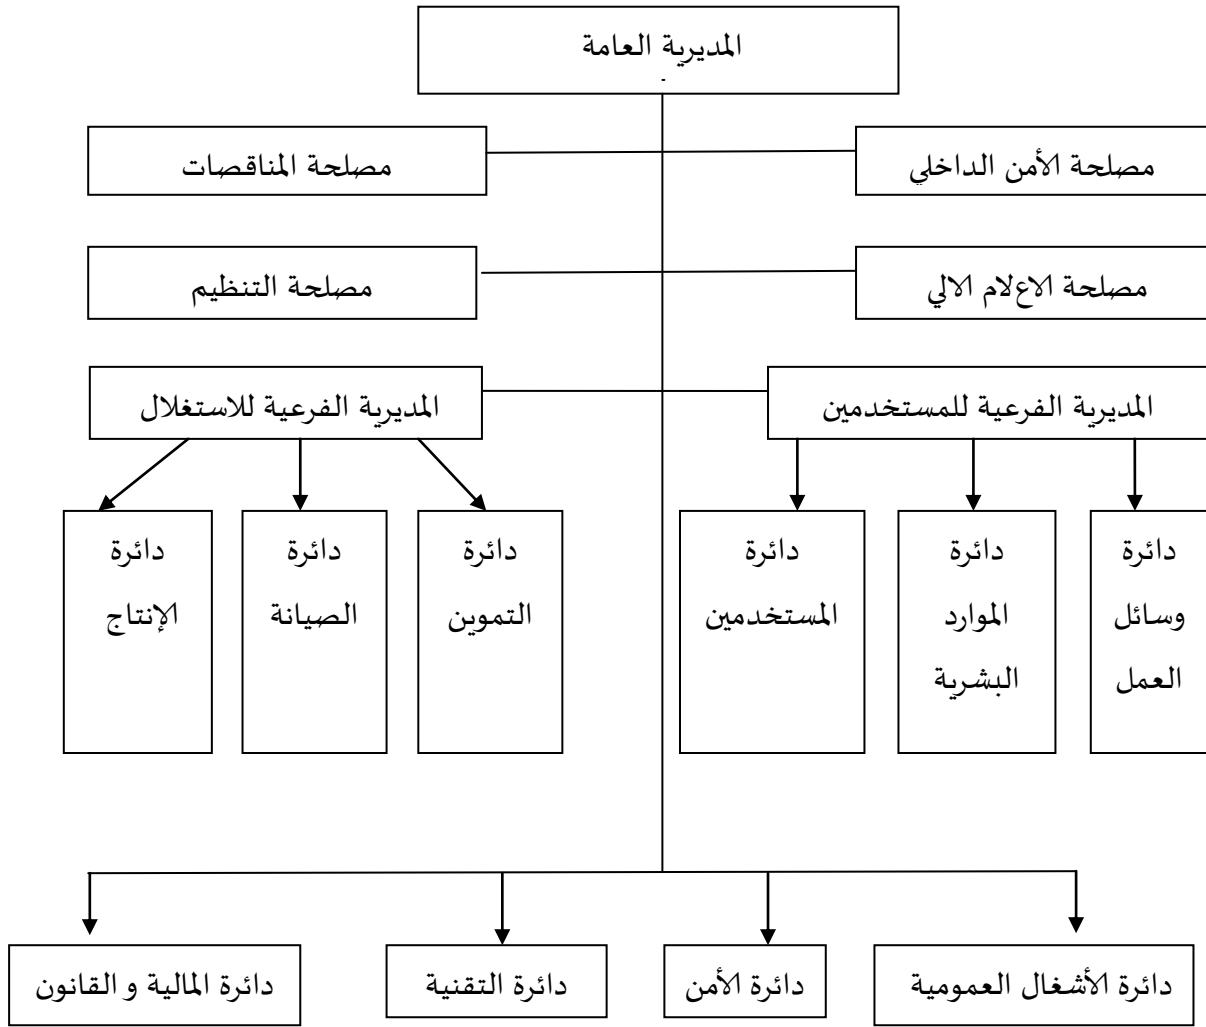 المديرية العامة
مصلحة الأمن الداخلي
مصلحة المناقصات
مصلحة الاعلام الالي
مصلحة التنظيم
المديرية الفرعية للمستخدمين
المديرية الفرعية للاستغلال
دائرة
وسائل
العمل
دائرة
الموارد
البشرية
دائرة
المستخدمين
دائرة
التموين
دائرة
الصيانة
دائرة
الإنتاج
دائرة الأشغال العمومية
دائرة الأمن
دائرة التقنية
دائرة المالية و القانون